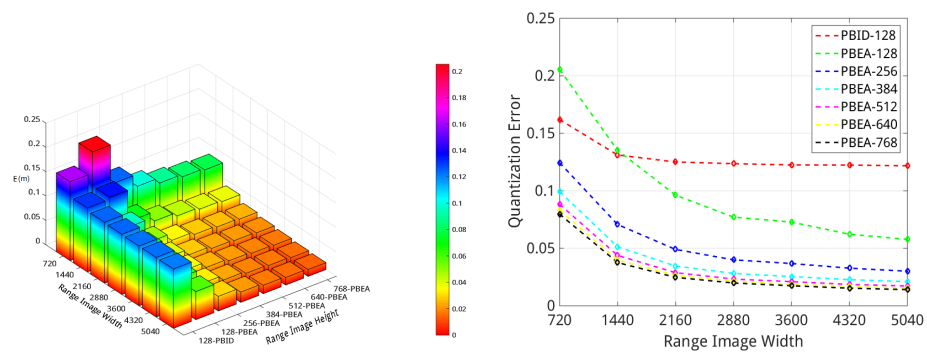 0.25
0.2
0.15
E(m)
0.1
0.05
0
720
1440
2160
2880
3600
4320
5040
Range Image Width
128-PBID
128-PBEA
256-PBEA
384-PBEA
512-PBEA
640-PBEA
768-PBEA
Range Image Height
0.2
0.18
0.16
0.14
0.12
0.1
0.08
0.06
0.04
0.02
0
Quantization Error
0.25
0.2
0.15
0.1
0.05
0
720 1440 2160 2880 3600 4320 5040
Range Image Width
PBID-128
PBEA-128
PBEA-256
PBEA-384
PBEA-512
PBEA-640
PBEA-768